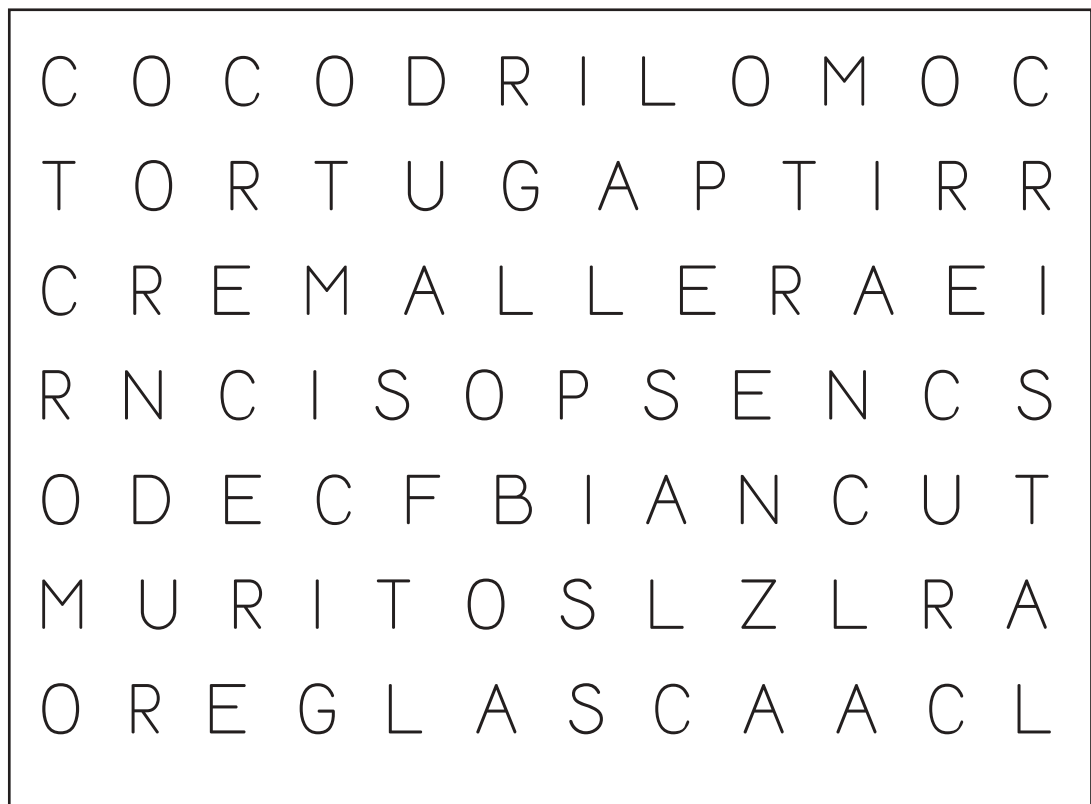 C O C O D R I L O M O C
T O R T U G A P T I R R
C R E M A L L E R A E I
R N C I S O P S E N C S
O D E C F B I A N C U T
M U R I T O S L Z L R A
O R E G L A S C A A C L